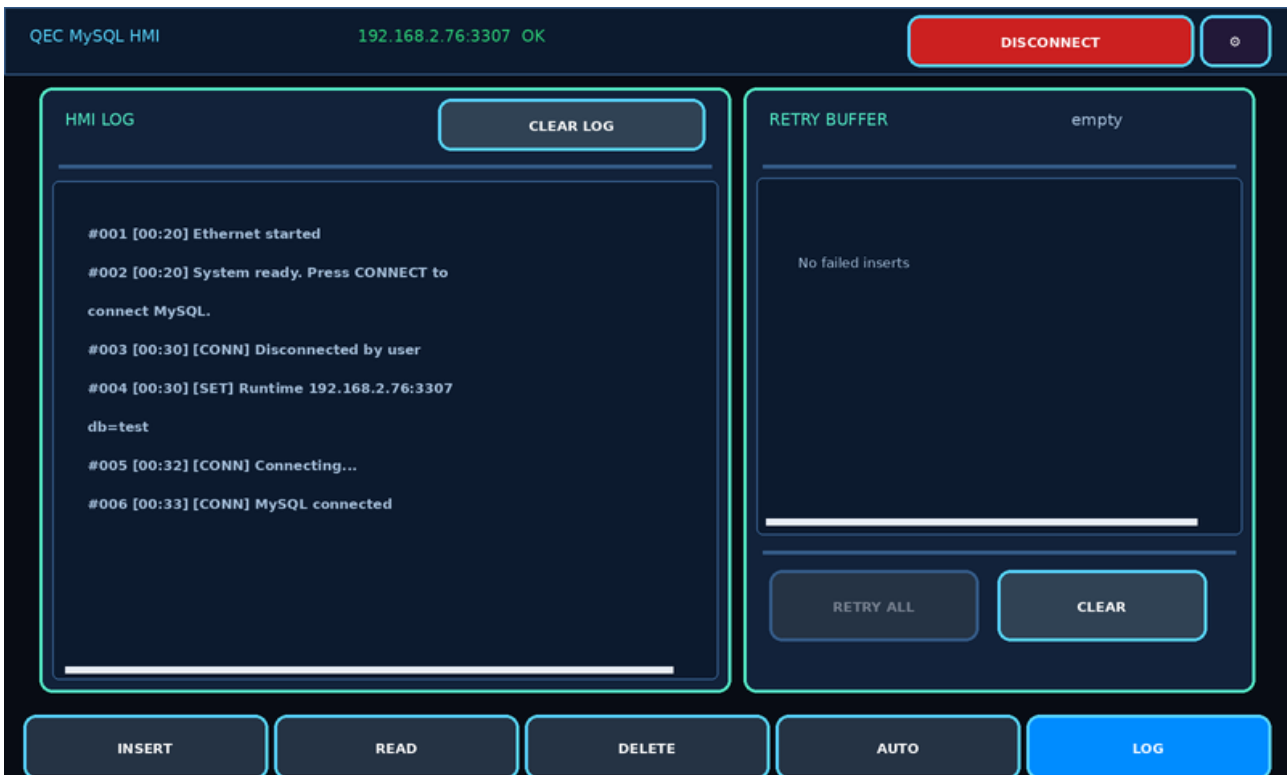 QEC MySQL HMI
192.168.2.76:3307 OK
DISCONNECT
⚙
HMI LOG
CLEAR LOG
#001 [00:20] Ethernet started
#002 [00:20] System ready. Press CONNECT to
connect MySQL.
#003 [00:30] [CONN] Disconnected by user
#004 [00:30] [SET] Runtime 192.168.2.76:3307
db=test
#005 [00:32] [CONN] Connecting...
#006 [00:33] [CONN] MySQL connected
RETRY BUFFER
empty
No failed inserts
RETRY ALL
CLEAR
INSERT
READ
DELETE
AUTO
LOG